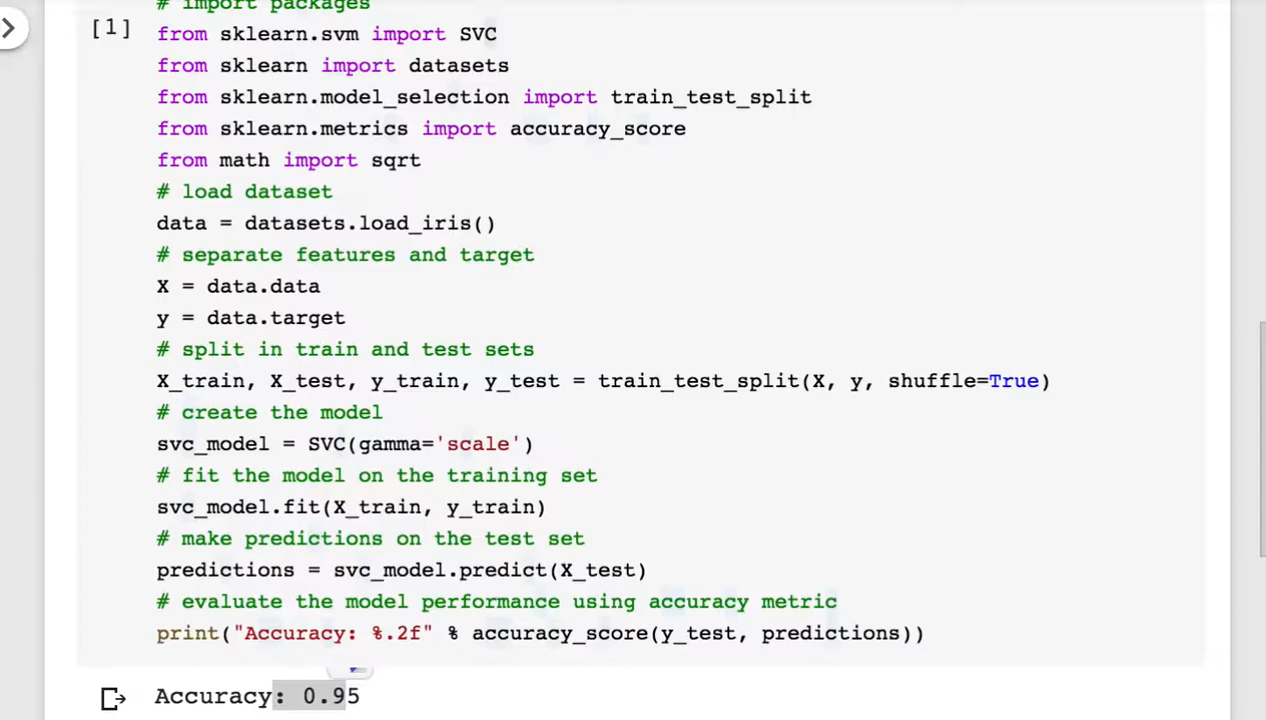 # import packages
[1]
from sklearn.svm import SVC
from sklearn import datasets
from sklearn.model_selection import train_test_split
from sklearn.metrics import accuracy_score
from math import sqrt
# load dataset
data = datasets.load_iris()
# separate features and target
X = data.data
y = data.target
# split in train and test sets
X_train, X_test, y_train, y_test = train_test_split(X, y, shuffle=True)
# create the model
svc_model = SVC(gamma='scale')
# fit the model on the training set
svc_model.fit(X_train, y_train)
# make predictions on the test set
predictions = svc_model.predict(X_test)
# evaluate the model performance using accuracy metric
print("Accuracy: %.2f" % accuracy_score(y_test, predictions))
Accuracy: 0.95